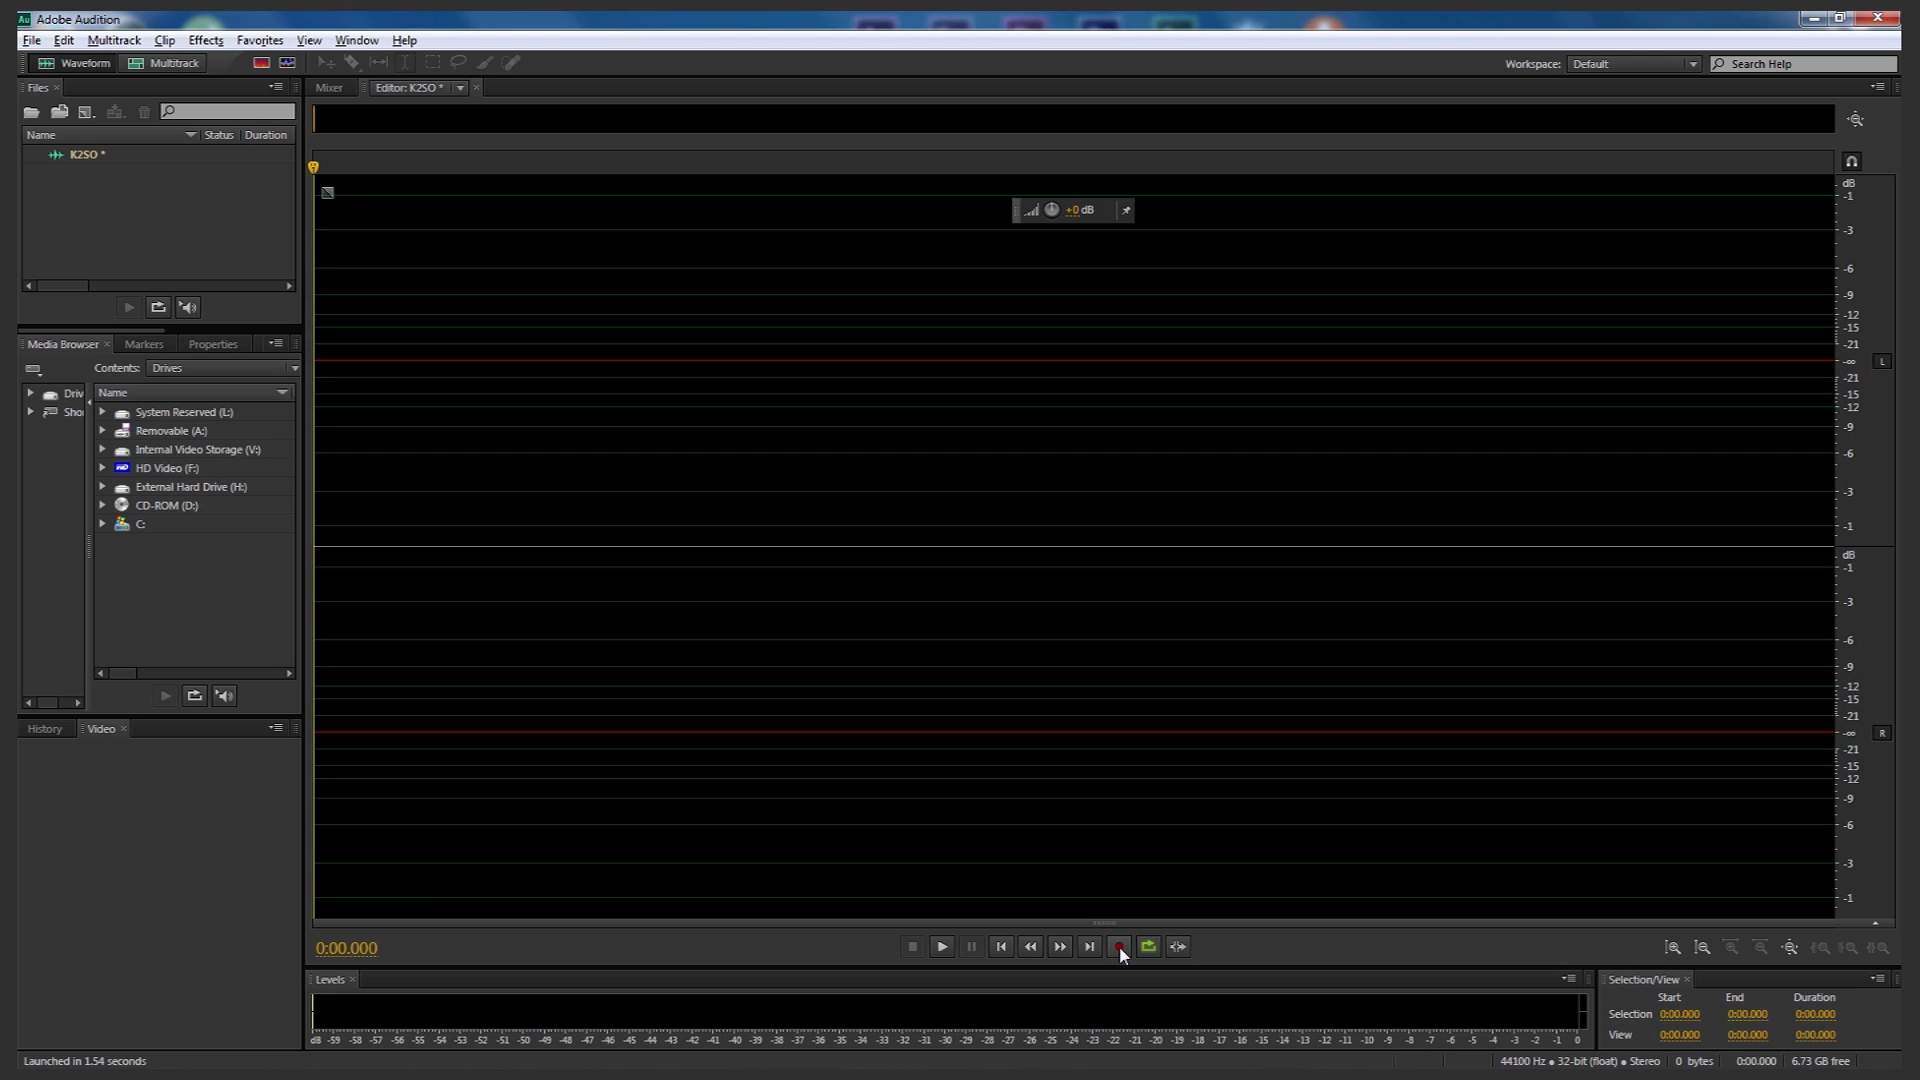 Au Adobe Audition
File Edit Multitrack Clip Effects Favorites View Window Help
Waveform Multitrack Workspace: Default Search Help
Files
Name Status Duration
K2SO *
Mixer Editor: K2SO *
+0 dB
dB
-1
-3
-6
-9
-12
-15
-21
-∞ L
-21
-15
-12
-9
-6
-3
-1
dB
-1
-3
-6
-9
-12
-15
-21
-∞ R
-21
-15
-12
-9
-6
-3
-1
Media Browser Markers Properties
Contents: Drives
Driv
Sho
Name
System Reserved (L:)
Removable (A:)
Internal Video Storage (V:)
HD Video (F:)
External Hard Drive (H:)
CD-ROM (D:)
C:
History Video
0:00.000
Levels
dB -59 -58 -57 -56 -55 -54 -53 -52 -51 -50 -49 -48 -47 -46 -45 -44 -43 -42 -41 -40 -39 -38 -37 -36 -35 -34 -33 -32 -31 -30 -29 -28 -27 -26 -25 -24 -23 -22 -21 -20 -19 -18 -17 -16 -15 -14 -13 -12 -11 -10 -9 -8 -7 -6 -5 -4 -3 -2 -1 0
Selection/View
Start End Duration
Selection 0:00.000 0:00.000 0:00.000
View 0:00.000 0:00.000 0:00.000
Launched in 1.54 seconds
44100 Hz • 32-bit (float) • Stereo 0 bytes 0:00.000 6.73 GB free